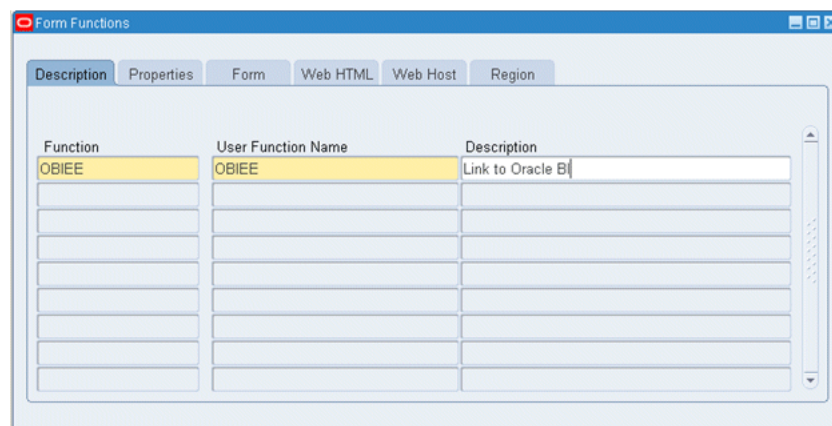 Form Functions
Description Properties Form Web HTML Web Host Region
Function User Function Name Description
OBIEE OBIEE Link to Oracle BI